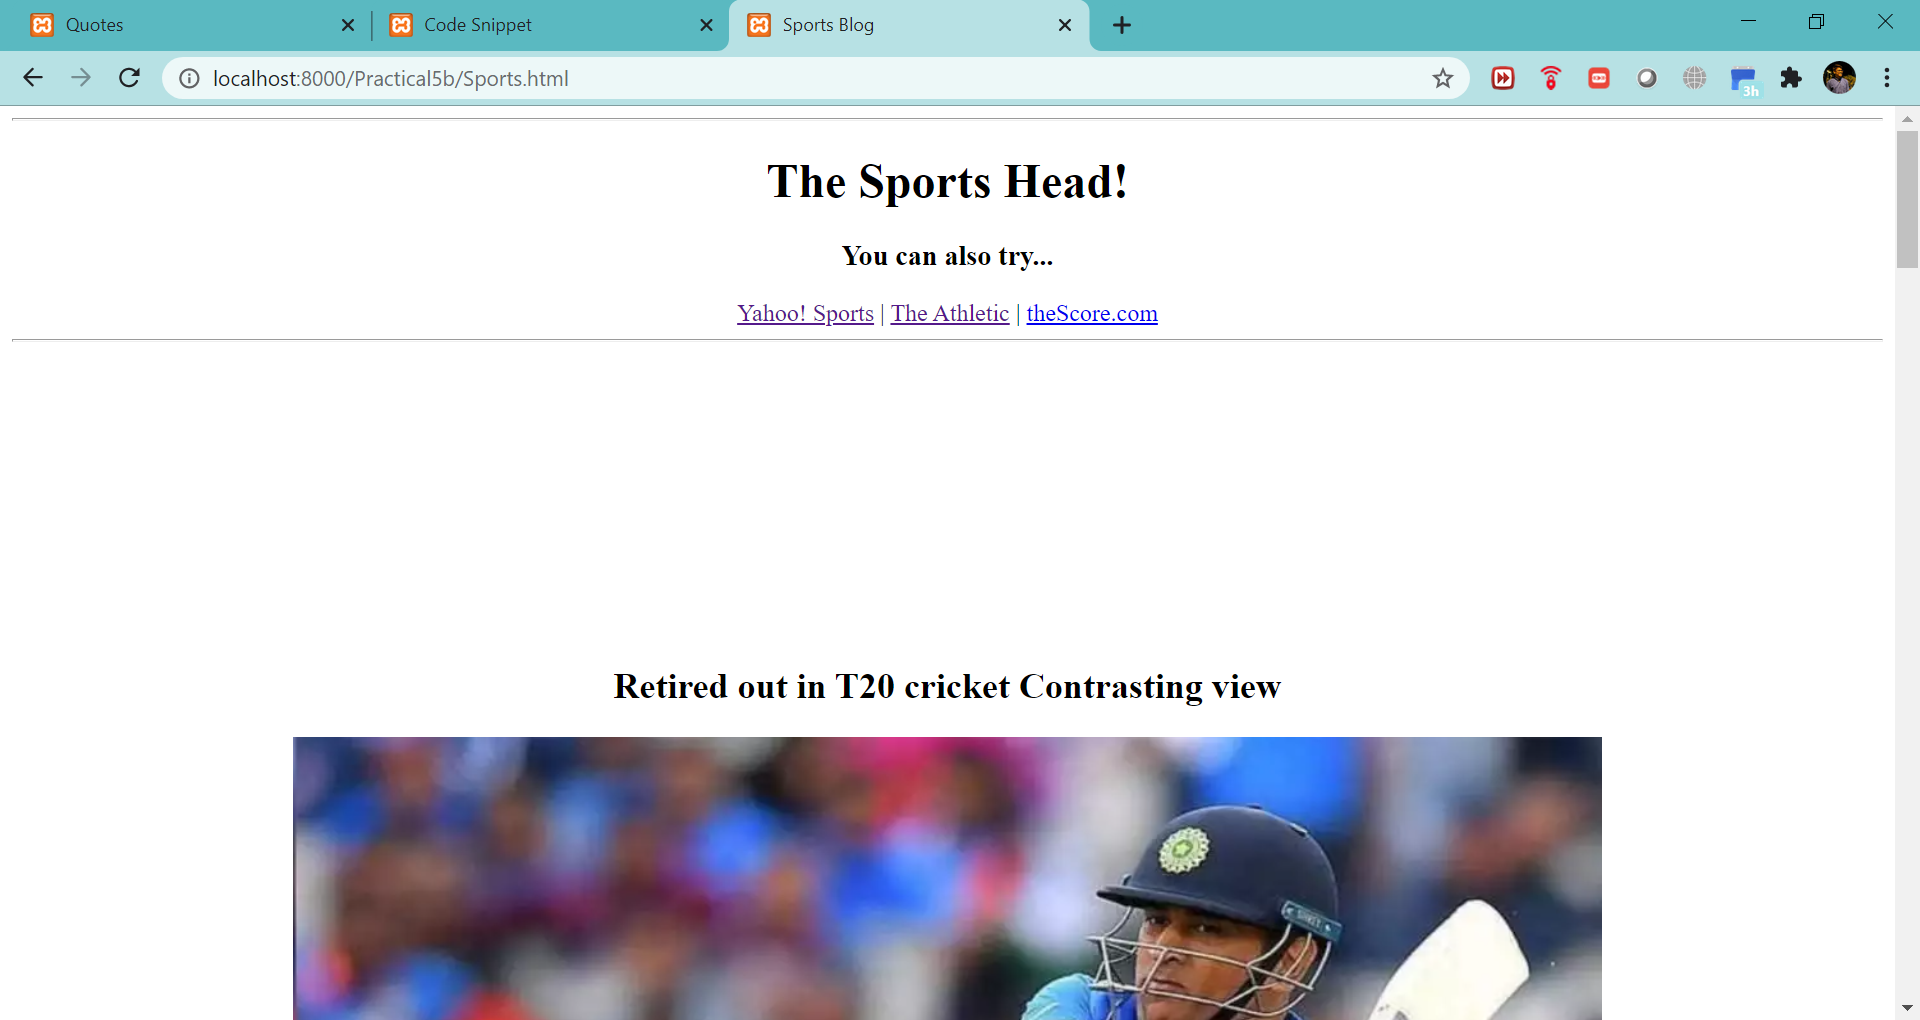 Quotes
Code Snippet
Sports Blog
localhost:8000/Practical5b/Sports.html
3h
The Sports Head!
You can also try...
Yahoo! Sports | The Athletic | theScore.com
Retired out in T20 cricket Contrasting view